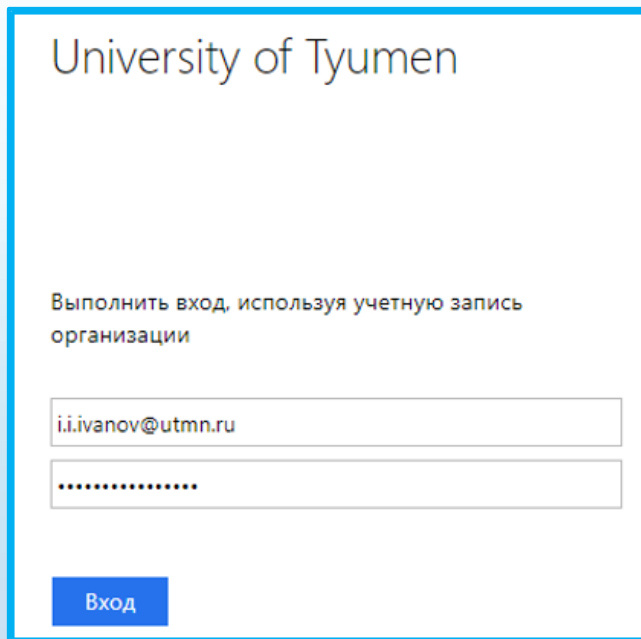 University of Tyumen
Выполнить вход, используя учетную запись
организации
i.i.ivanov@utmn.ru
••••••••••••••••
Вход